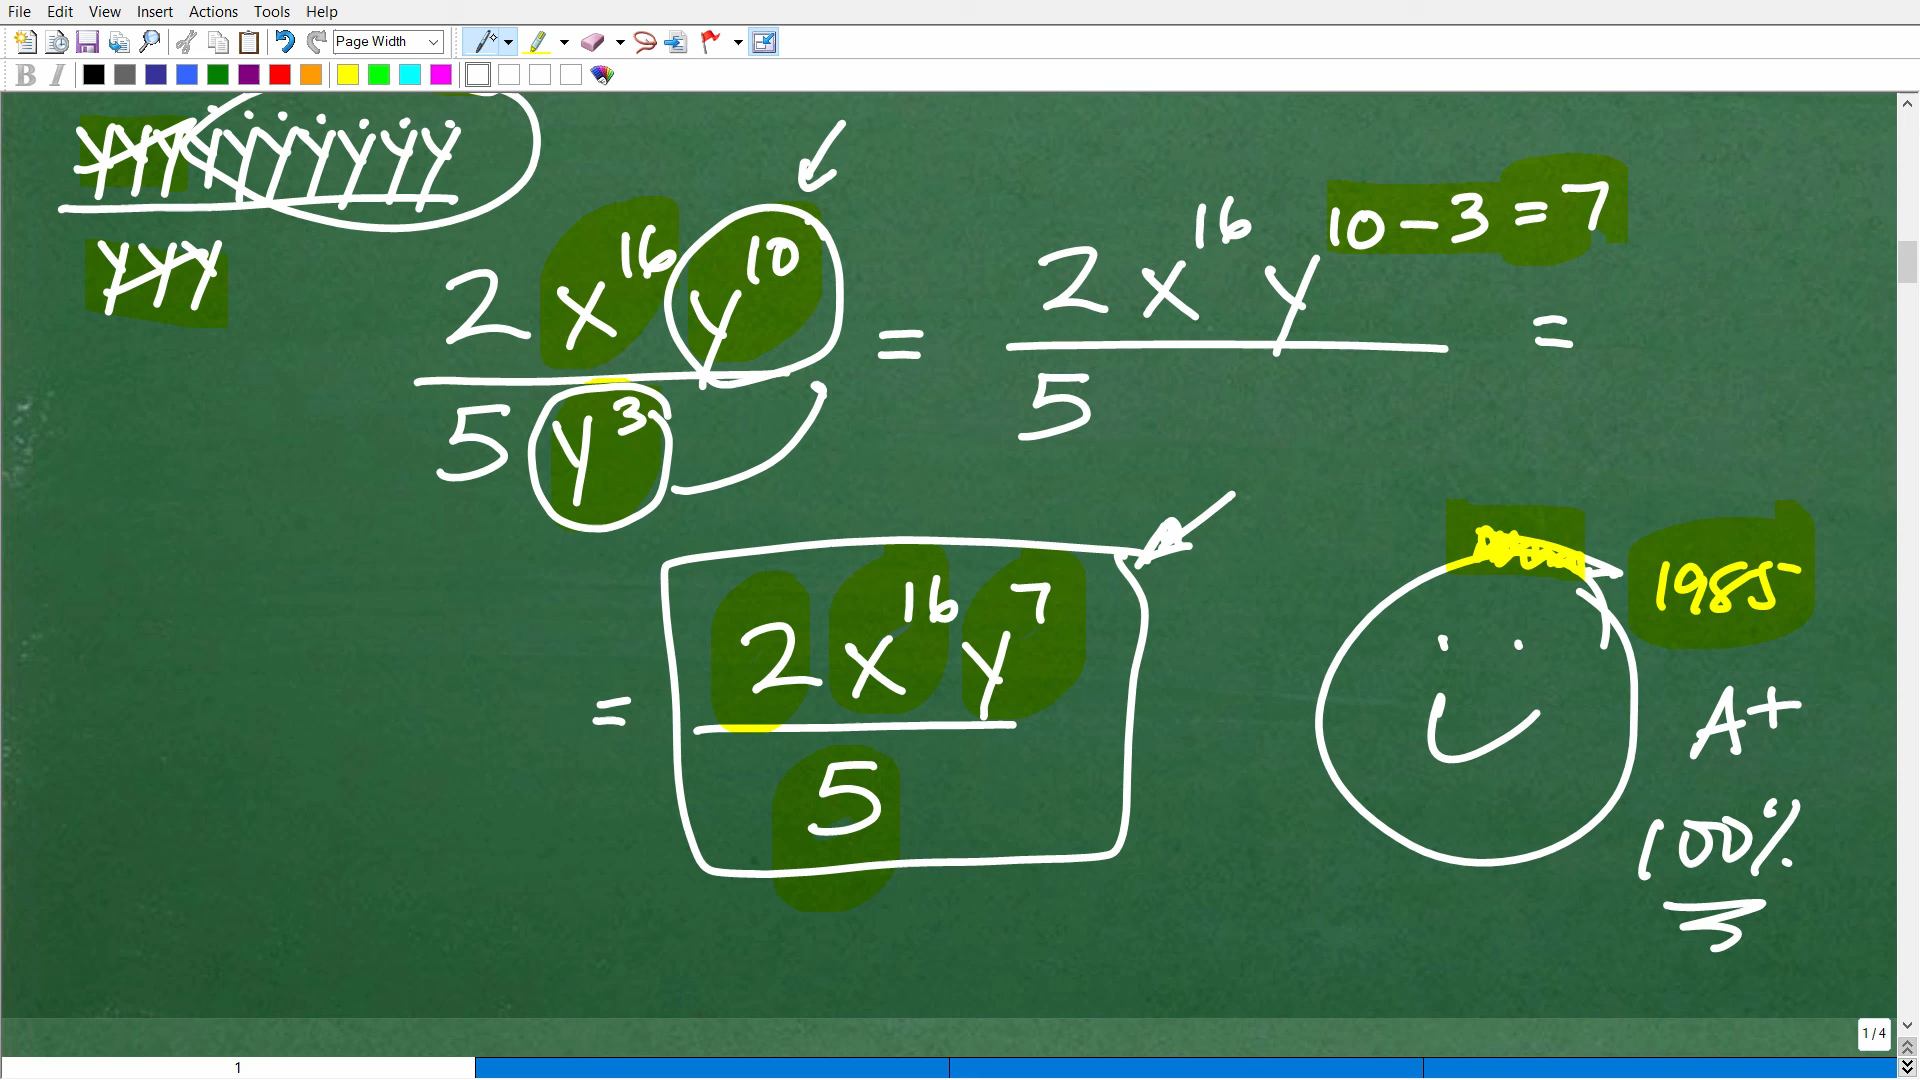 File Edit View Insert Actions Tools Help
Page Width
B I
yyyyyyyyyy
yyy
2x^16 y^10 / 5y^3 = 2x^16 y^10-3=7 / 5 =
= 2x^16 y^7 / 5
1985
A+
100%
1/4
1